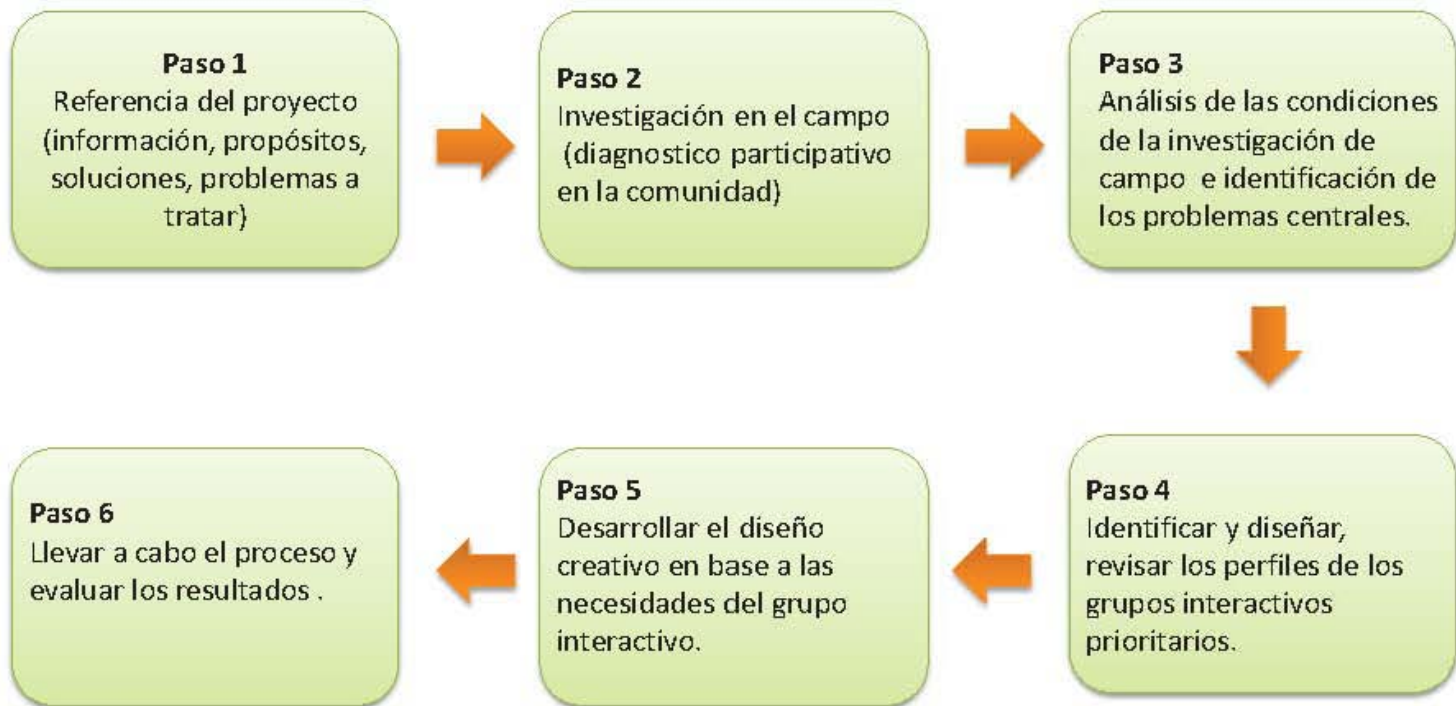 Paso 1
Referencia del proyecto
(información, propósitos,
soluciones, problemas a
tratar)
Paso 2
Investigación en el campo
(diagnostico participativo
en la comunidad)
Paso 3
Análisis de las condiciones
de la investigación de
campo e identificación de
los problemas centrales.
Paso 4
Identificar y diseñar,
revisar los perfiles de los
grupos interactivos
prioritarios.
Paso 5
Desarrollar el diseño
creativo en base a las
necesidades del grupo
interactivo.
Paso 6
Llevar a cabo el proceso y
evaluar los resultados .